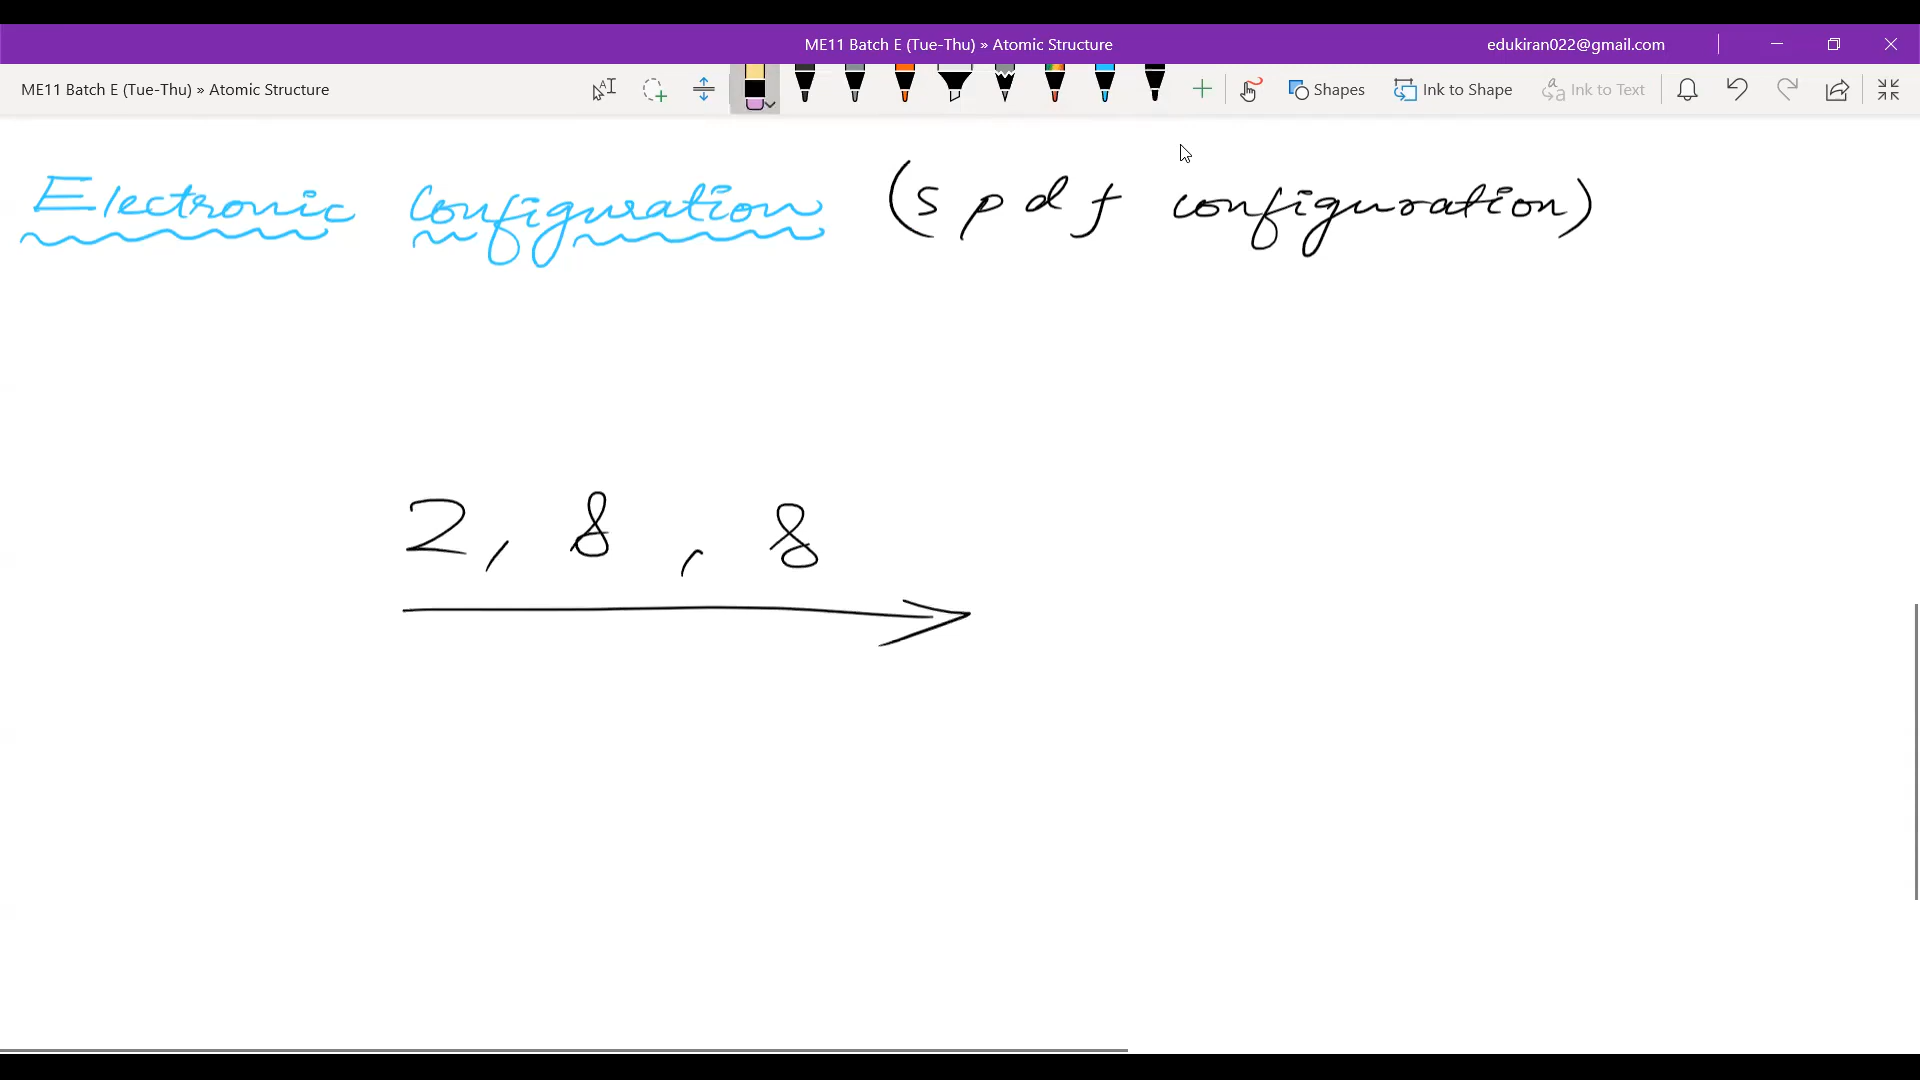 ME11 Batch E (Tue-Thu) » Atomic Structure edukiran022@gmail.com
ME11 Batch E (Tue-Thu) » Atomic Structure Shapes Ink to Shape Ink to Text
Electronic Configuration (s p d f configuration)
2, 8, 8